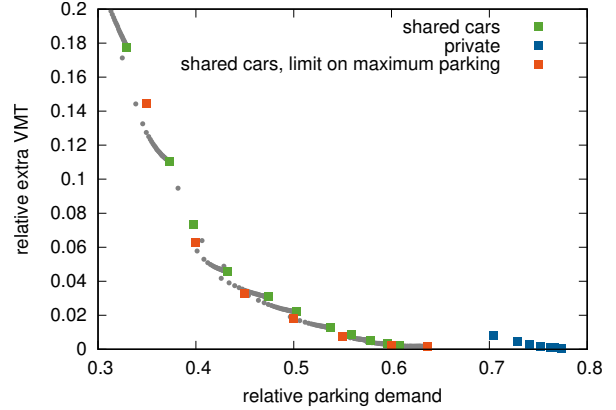 shared cars
private
shared cars, limit on maximum parking
relative extra VMT
0.2
0.18
0.16
0.14
0.12
0.1
0.08
0.06
0.04
0.02
0
0.3 0.4 0.5 0.6 0.7 0.8
relative parking demand